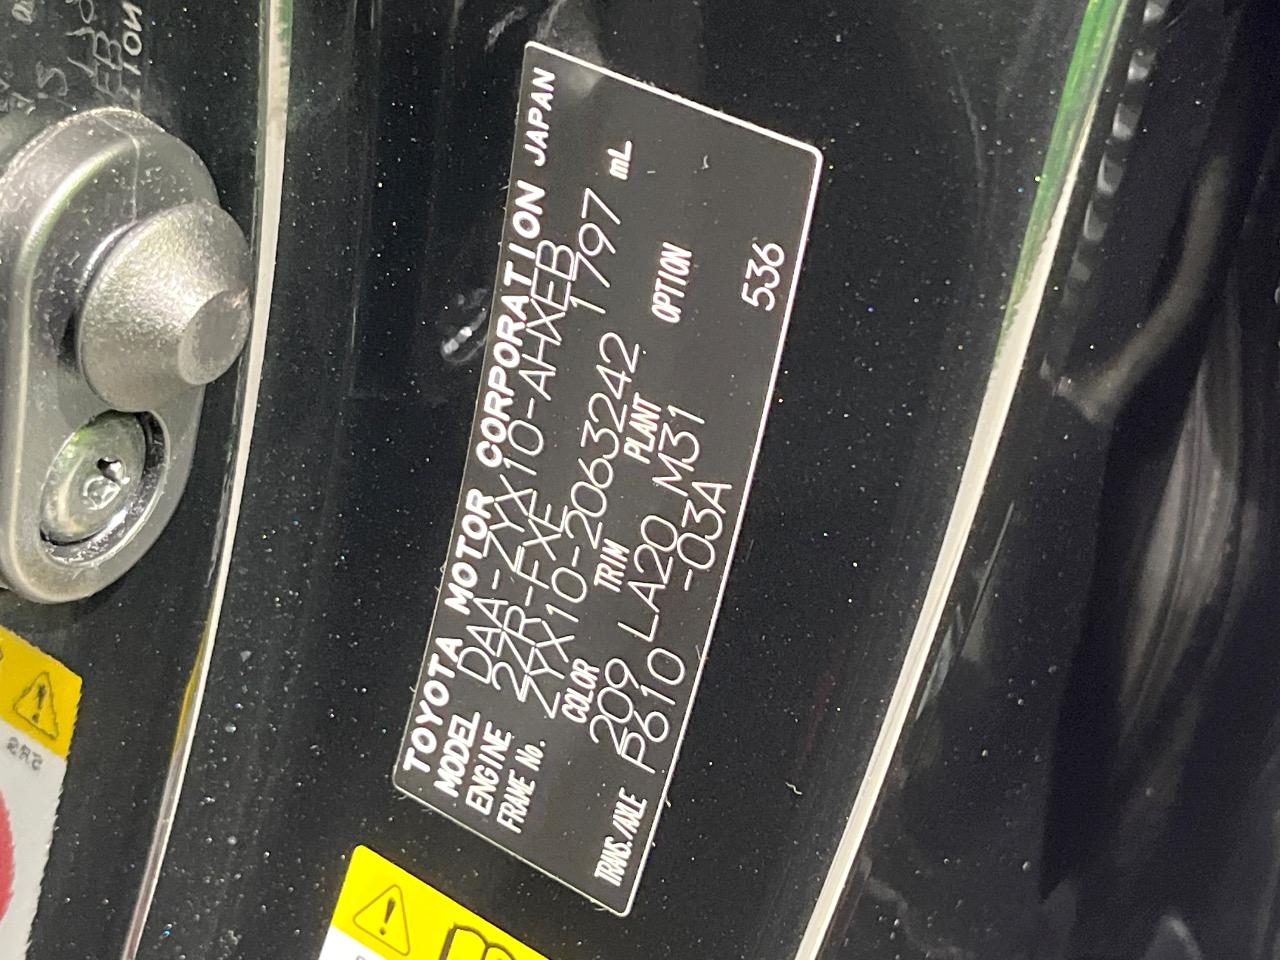 TOYOTA MOTOR CORPORATION JAPAN
MODEL DAA-ZYX10-AHXEB
ENGINE 2ZR-FXE 1797 mL
FRAME No. ZYX10-2063242
COLOR TRIM PLANT OPTION
209 LA20 M31
TRANS./AXLE P610 -03A 536